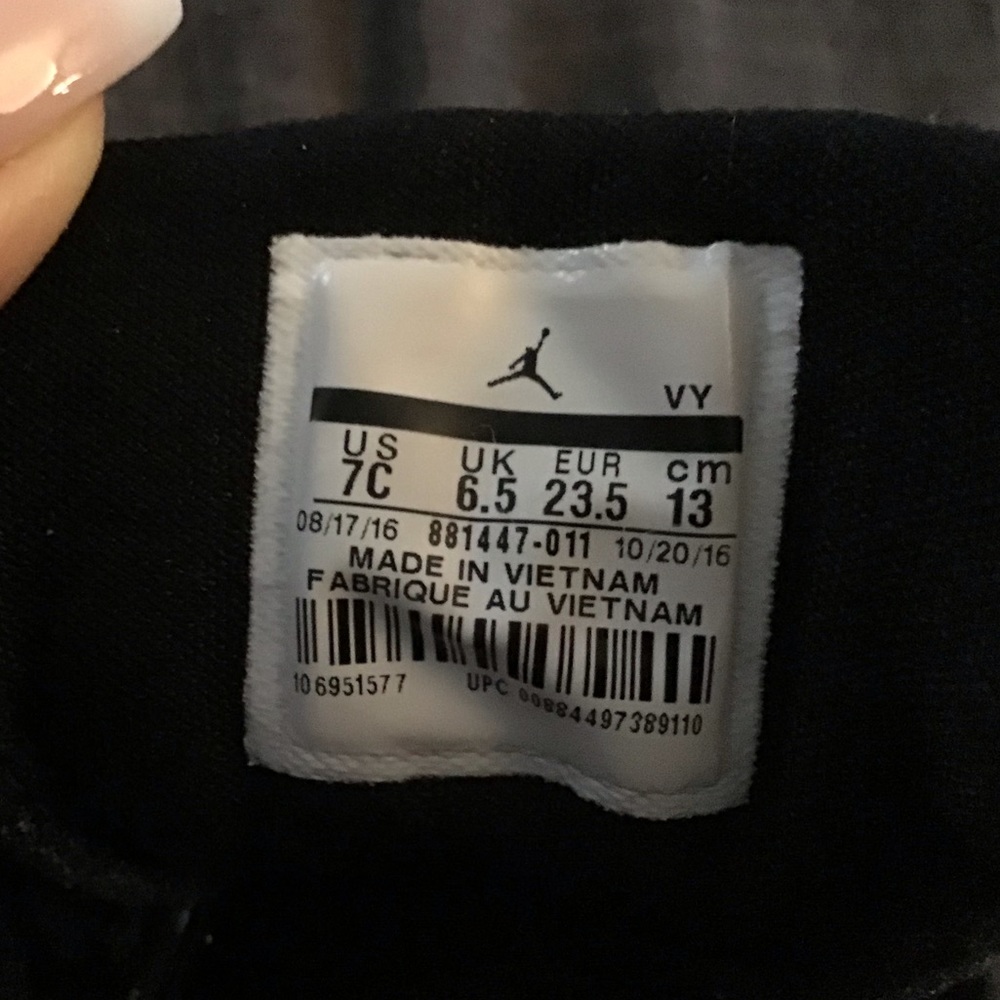 VY
US UK EUR cm
7C 6.5 23.5 13
08/17/16 881447-011 10/20/16
MADE IN VIETNAM
FABRIQUE AU VIETNAM
106951577 UPC 00884497389110